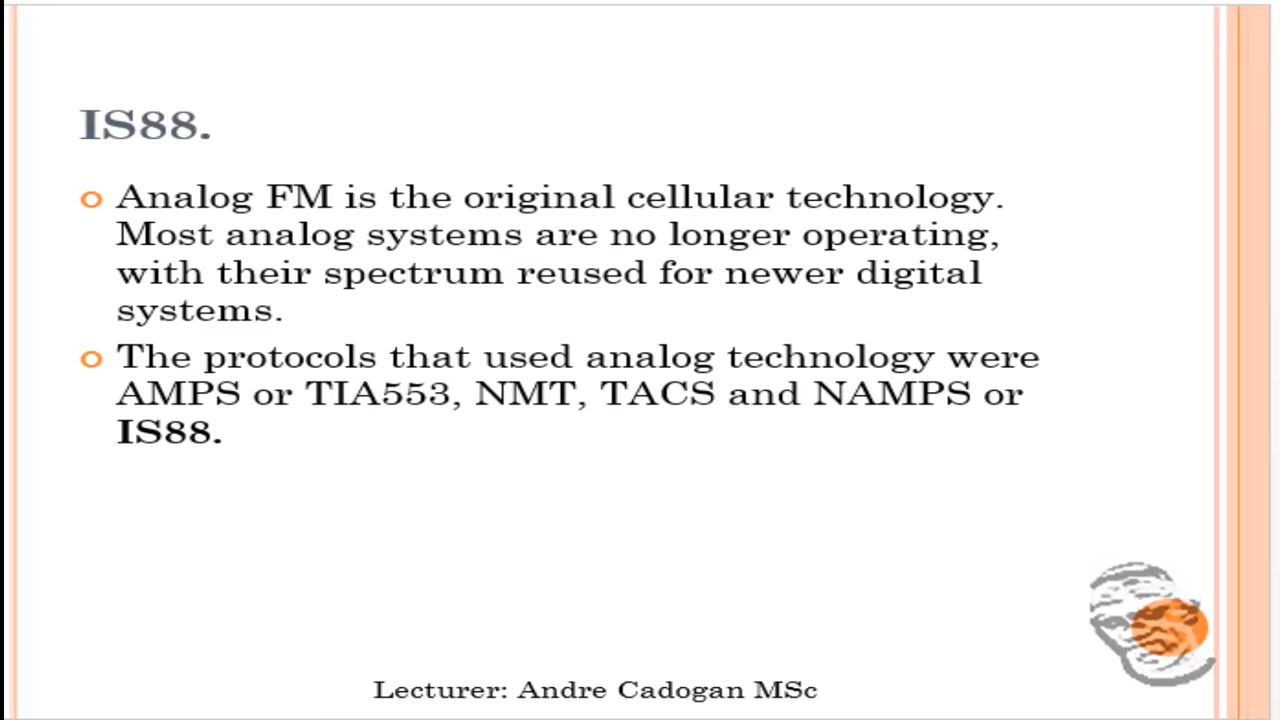 IS88.
Analog FM is the original cellular technology.
Most analog systems are no longer operating,
with their spectrum reused for newer digital
systems.
The protocols that used analog technology were
AMPS or TIA553, NMT, TACS and NAMPS or
IS88.
Lecturer: Andre Cadogan MSc